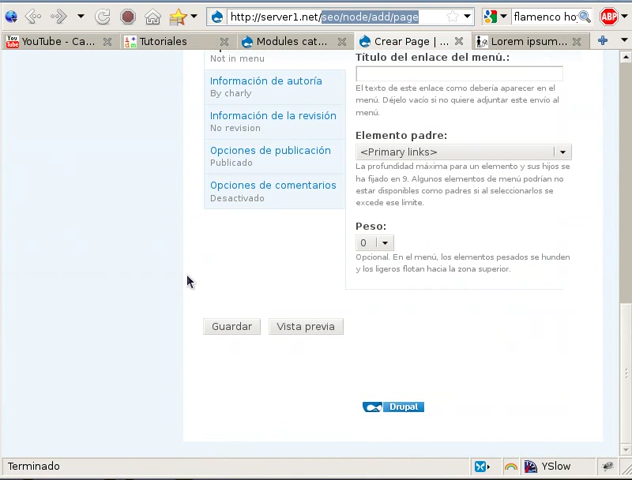 http://server1.net/seo/node/add/page
flamenco ho
ABP
YouTube - Ca...
Tutoriales
Modules cat...
Crear Page | ...
Lorem ipsum...
Not in menu
Información de autoría
By charly
Información de la revisión
No revision
Opciones de publicación
Publicado
Opciones de comentarios
Desactivado
Título del enlace del menú.:
El texto de este enlace como debería aparecer en el
menú. Déjelo vacío si no quiere adjuntar este envío al
menú.
Elemento padre:
<Primary links>
La profundidad máxima para un elemento y sus hijos se
ha fijado en 9. Algunos elementos de menú podrían no
estar disponibles como padres si al seleccionarlos se
excede ese límite.
Peso:
0
Opcional. En el menú, los elementos pesados se hunden
y los ligeros flotan hacia la zona superior.
Guardar
Vista previa
Drupal
Terminado
YSlow